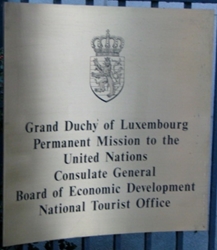 Grand Duchy of Luxembourg
Permanent Mission to the
United Nations
Consulate General
Board of Economic Development
National Tourist Office